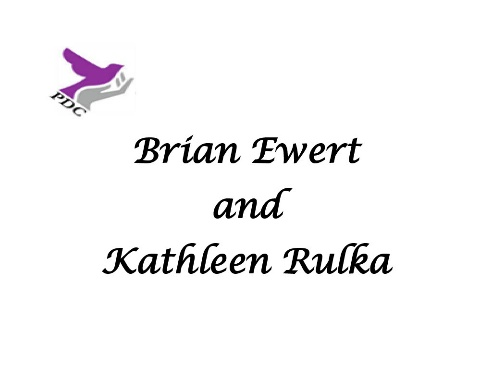 PDC
Brian Ewert
and
Kathleen Rulka